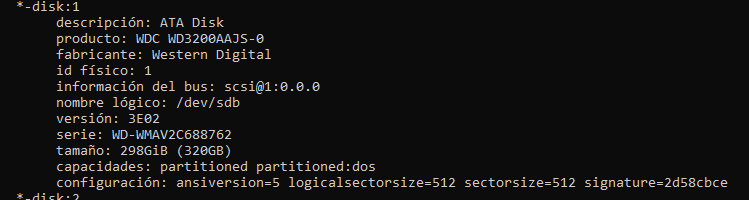 *-disk:1
descripción: ATA Disk
producto: WDC WD3200AAJS-0
fabricante: Western Digital
id físico: 1
información del bus: scsi@1:0.0.0
nombre lógico: /dev/sdb
versión: 3E02
serie: WD-WMAV2C688762
tamaño: 298GiB (320GB)
capacidades: partitioned partitioned:dos
configuración: ansiversion=5 logicalsectorsize=512 sectorsize=512 signature=2d58cbce
*-disk:2